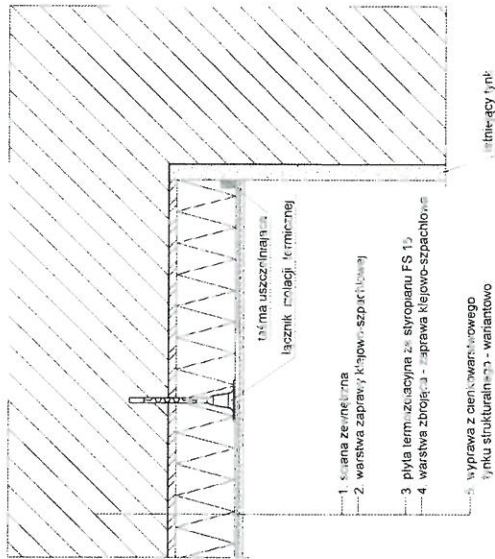 taśma uszczelniająca
łącznik izolacji termicznej
1. ściana zewnętrzna
2. warstwa zaprawy klejowo-szpachlowej
3. płyta termoizolacyjna ze styropianu FS 15
4. warstwa zbrojąca - zaprawa klejowo-szpachlowa
5. wyprawa z cienkowarstwowego
tynku strukturalnego - wariantowo
istniejący tynk